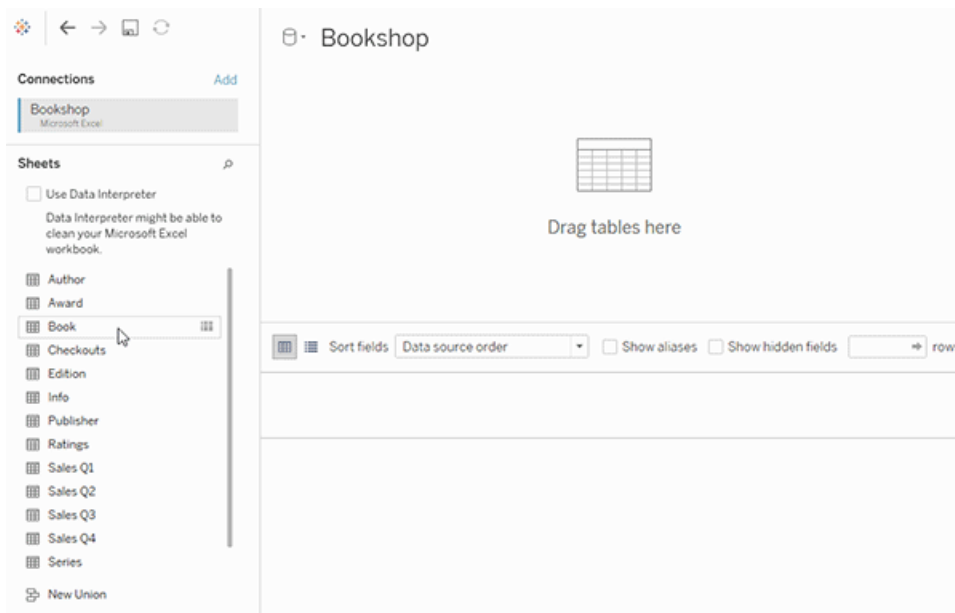 Bookshop
Connections
Add
Bookshop
Microsoft Excel
Sheets
Use Data Interpreter
Data Interpreter might be able to
clean your Microsoft Excel
workbook.
Author
Award
Book
Checkouts
Edition
Info
Publisher
Ratings
Sales Q1
Sales Q2
Sales Q3
Sales Q4
Series
New Union
Drag tables here
Sort fields Data source order Show aliases Show hidden fields row